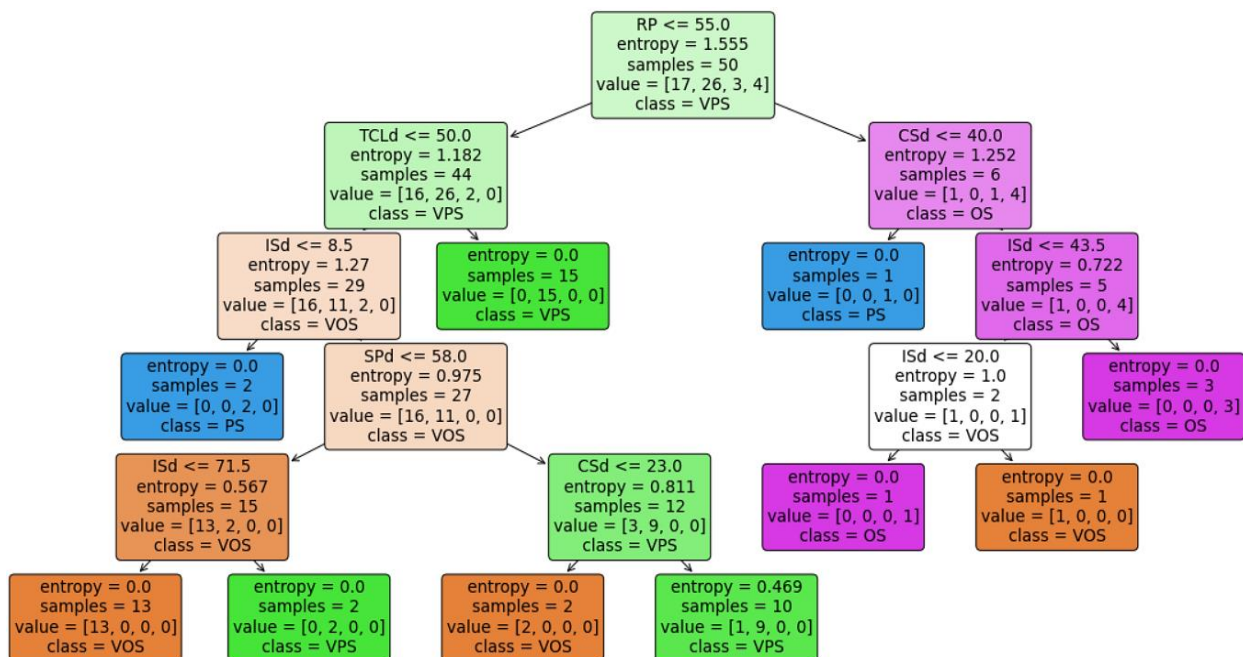 RP <= 55.0
entropy = 1.555
samples = 50
value = [17, 26, 3, 4]
class = VPS
TCLd <= 50.0
entropy = 1.182
samples = 44
value = [16, 26, 2, 0]
class = VPS
CSd <= 40.0
entropy = 1.252
samples = 6
value = [1, 0, 1, 4]
class = OS
ISd <= 8.5
entropy = 1.27
samples = 29
value = [16, 11, 2, 0]
class = VOS
entropy = 0.0
samples = 15
value = [0, 15, 0, 0]
class = VPS
entropy = 0.0
samples = 1
value = [0, 0, 1, 0]
class = PS
ISd <= 43.5
entropy = 0.722
samples = 5
value = [1, 0, 0, 4]
class = OS
entropy = 0.0
samples = 2
value = [0, 0, 2, 0]
class = PS
SPd <= 58.0
entropy = 0.975
samples = 27
value = [16, 11, 0, 0]
class = VOS
ISd <= 20.0
entropy = 1.0
samples = 2
value = [1, 0, 0, 1]
class = VOS
entropy = 0.0
samples = 3
value = [0, 0, 0, 3]
class = OS
ISd <= 71.5
entropy = 0.567
samples = 15
value = [13, 2, 0, 0]
class = VOS
CSd <= 23.0
entropy = 0.811
samples = 12
value = [3, 9, 0, 0]
class = VPS
entropy = 0.0
samples = 1
value = [0, 0, 0, 1]
class = OS
entropy = 0.0
samples = 1
value = [1, 0, 0, 0]
class = VOS
entropy = 0.0
samples = 13
value = [13, 0, 0, 0]
class = VOS
entropy = 0.0
samples = 2
value = [0, 2, 0, 0]
class = VPS
entropy = 0.0
samples = 2
value = [2, 0, 0, 0]
class = VOS
entropy = 0.469
samples = 10
value = [1, 9, 0, 0]
class = VPS